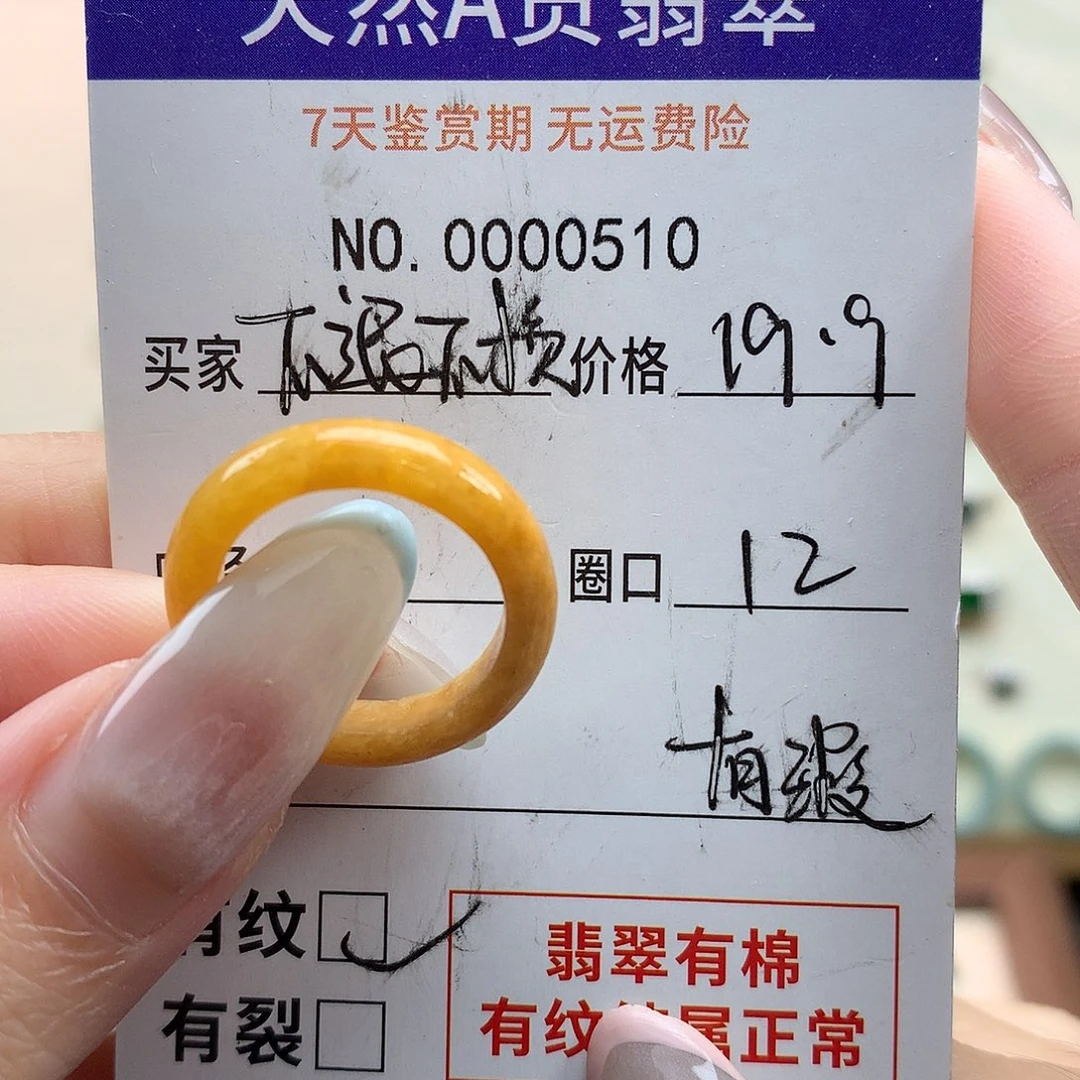 天然A货翡翠
7天鉴赏期 无运费险
NO. 0000510
买家 不退不换 价格 19.9
圈口 12
有瑕
有纹
翡翠有棉
有裂
有纹 属正常